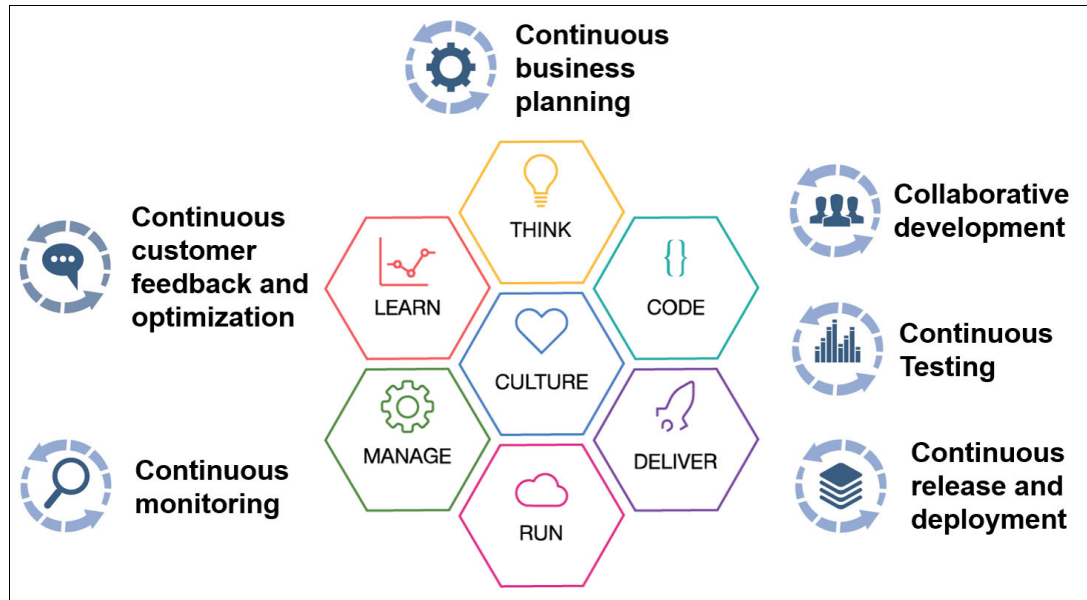 Continuous
business
planning
Collaborative
development
Continuous
customer
feedback and
optimization
THINK
LEARN
CODE
CULTURE
Continuous
Testing
MANAGE
DELIVER
Continuous
monitoring
Continuous
release and
deployment
RUN